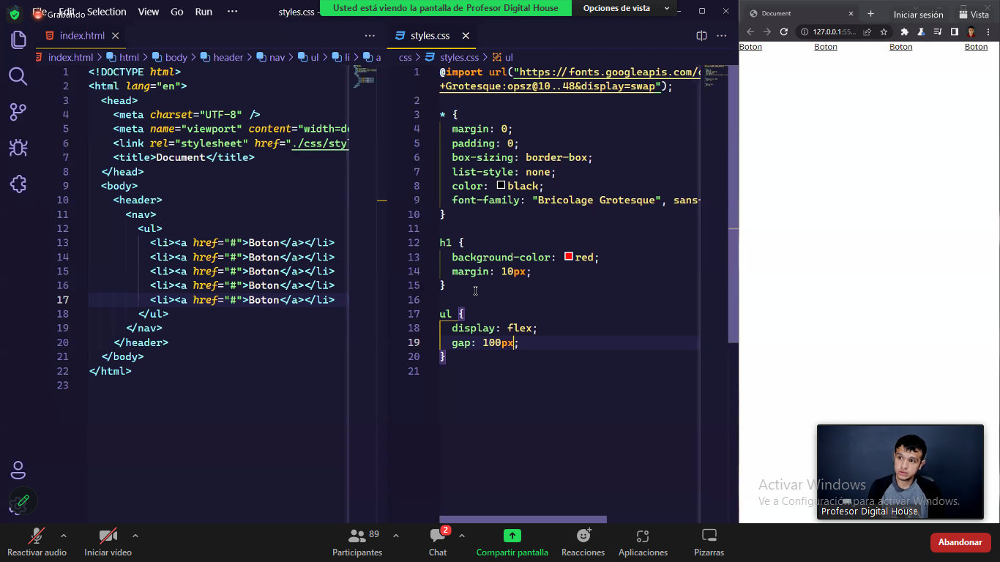 File Edit Selection View Go Run ··· styles.css -
Grabando
Usted está viendo la pantalla de Profesor Digital House
Opciones de vista
index.html
styles.css
index.html > html > body > header > nav > ul > li > a
css > styles.css > ul
1 <!DOCTYPE html>
2 <html lang="en">
3 <head>
4 <meta charset="UTF-8" />
5 <meta name="viewport" content="width=de
6 <link rel="stylesheet" href="./css/styl
7 <title>Document</title>
8 </head>
9 <body>
10 <header>
11 <nav>
12 <ul>
13 <li><a href="#">Boton</a></li>
14 <li><a href="#">Boton</a></li>
15 <li><a href="#">Boton</a></li>
16 <li><a href="#">Boton</a></li>
17 <li><a href="#">Boton</a></li>
18 </ul>
19 </nav>
20 </header>
21 </body>
22 </html>
23
1 @import url("https://fonts.googleapis.com/c
+Grotesque:opsz@10..48&display=swap");
2
3 * {
4 margin: 0;
5 padding: 0;
6 box-sizing: border-box;
7 list-style: none;
8 color: black;
9 font-family: "Bricolage Grotesque", sans-
10 }
11
12 h1 {
13 background-color: red;
14 margin: 10px;
15 }
16
17 ul {
18 display: flex;
19 gap: 100px;
20 }
21
Document
Iniciar sesión
Vista
127.0.0.1:55...
Boton Boton Boton Boton
Activar Windows
Ve a Configuración para activar Windows.
Profesor Digital House
89
2
Reactivar audio
Iniciar vídeo
Participantes
Chat
Compartir pantalla
Reacciones
Aplicaciones
Pizarras
Abandonar